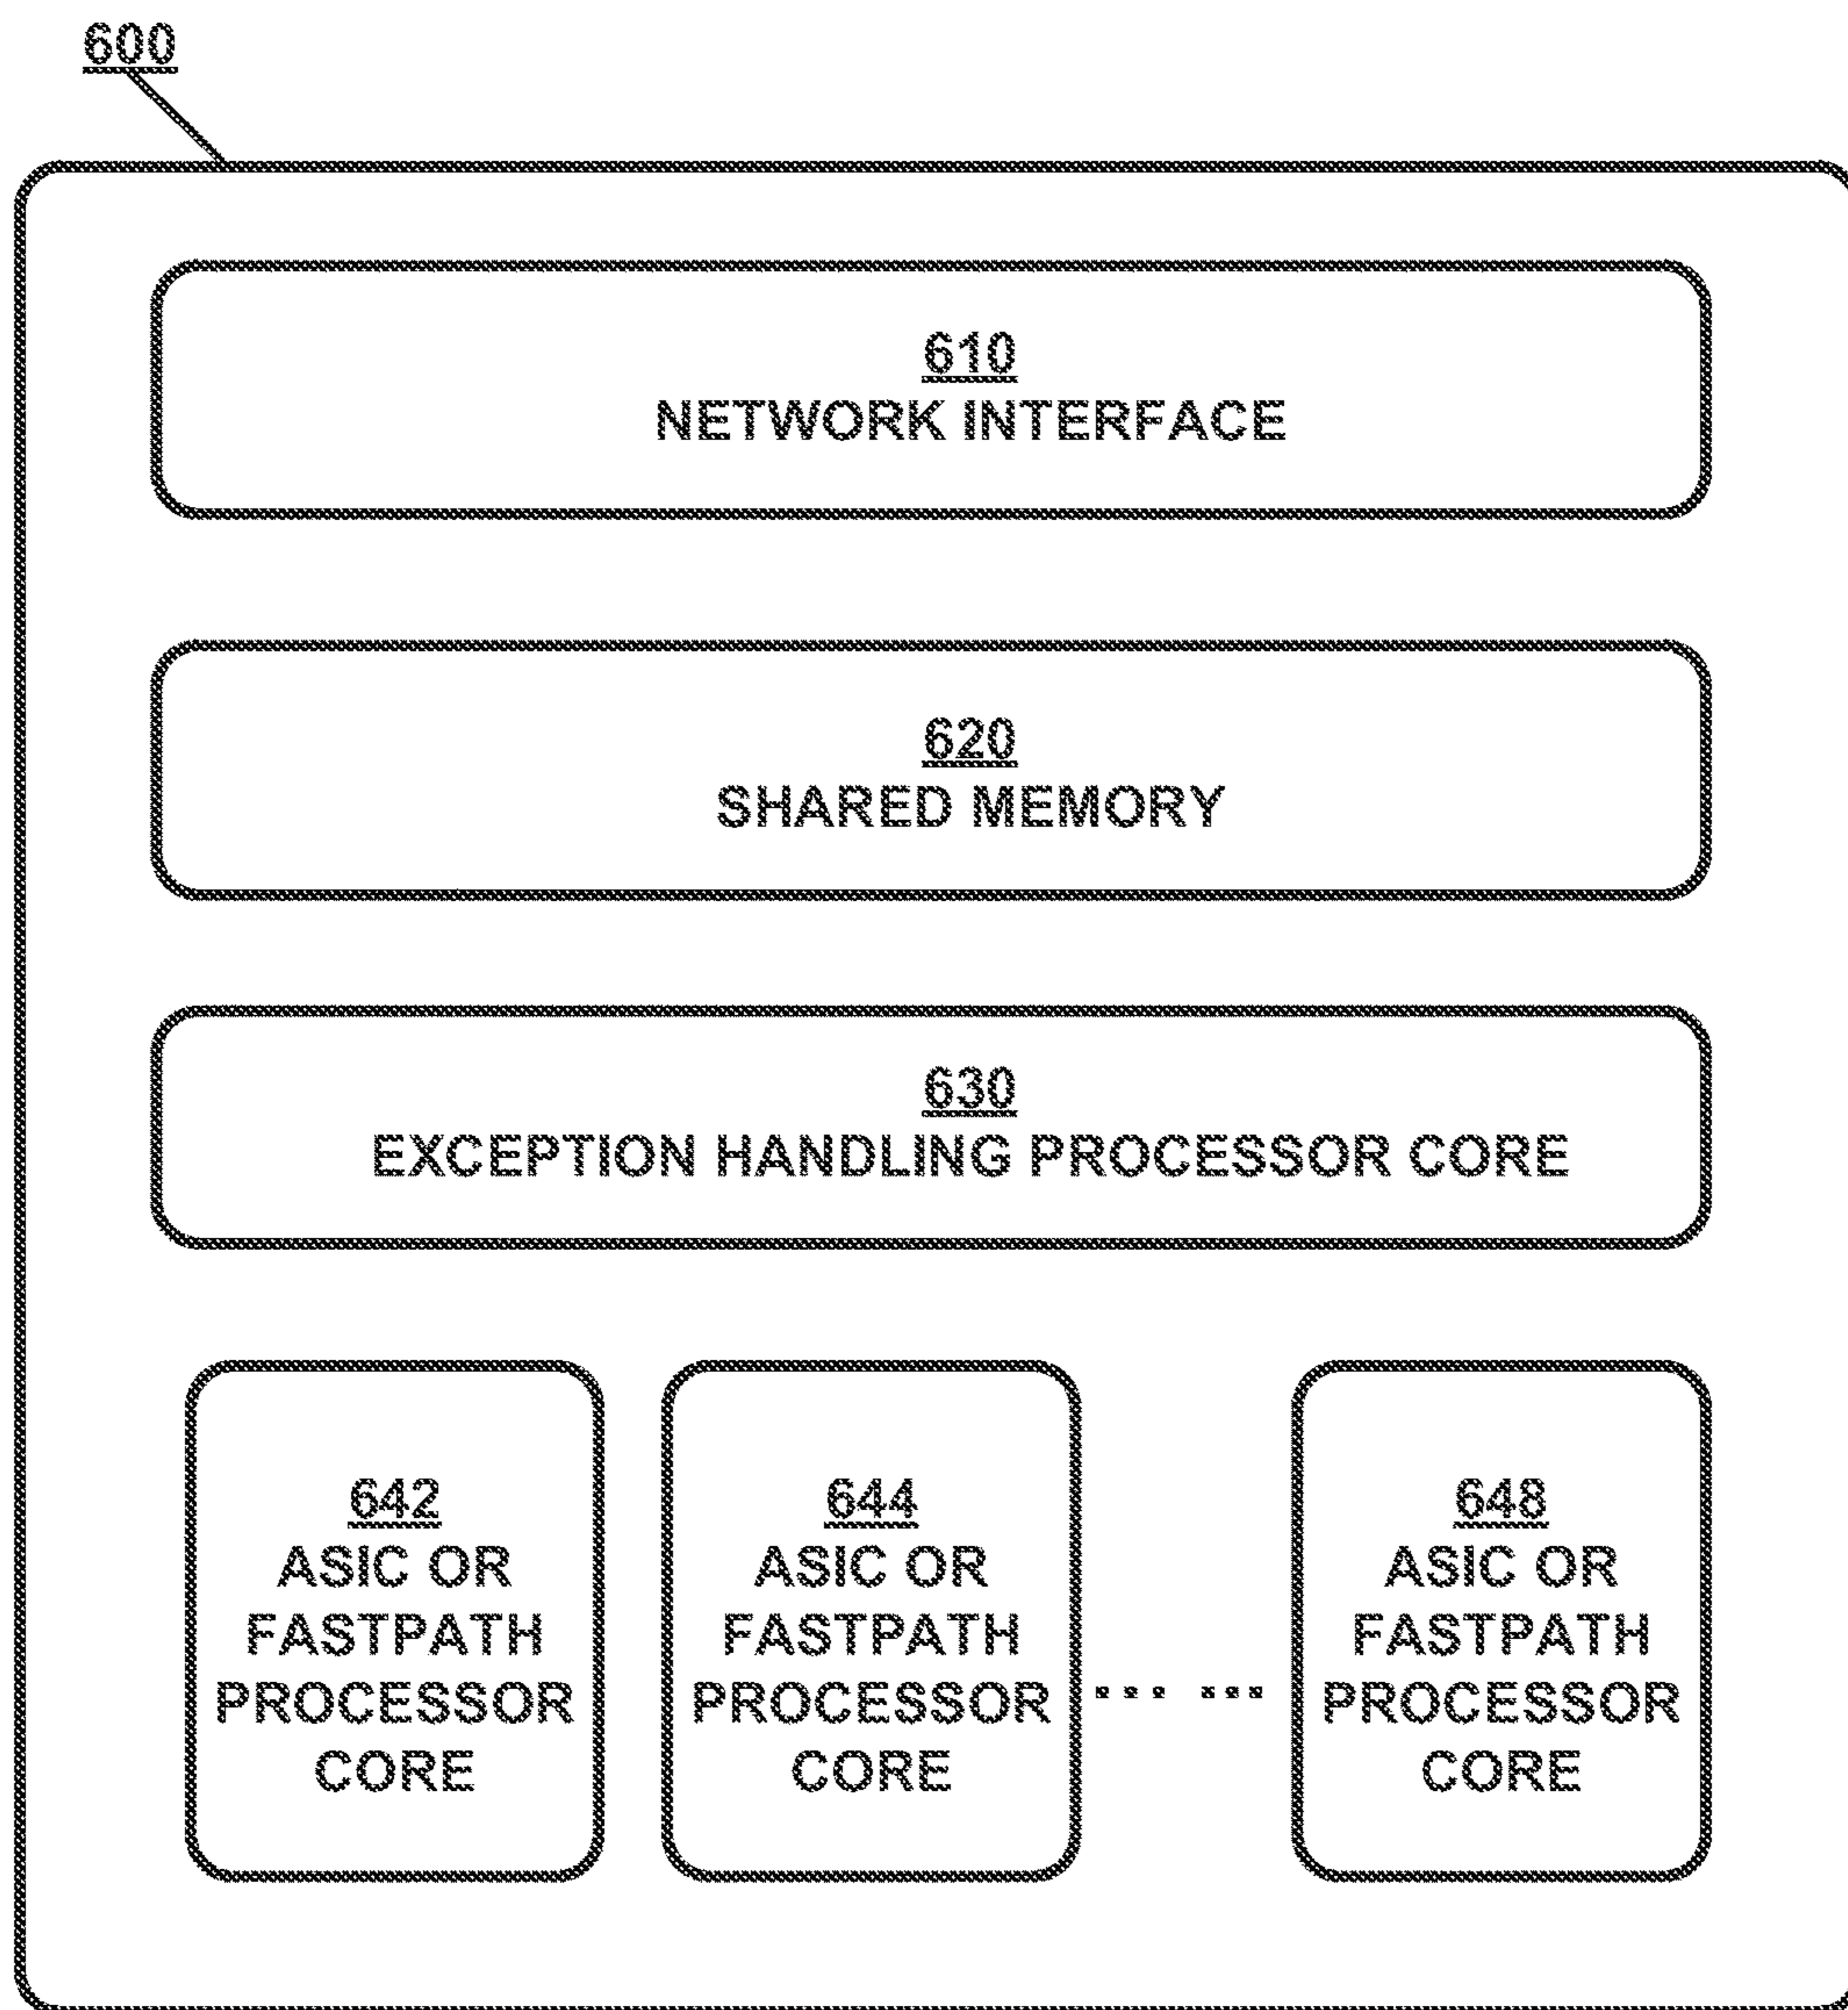 600
610
NETWORK INTERFACE
620
SHARED MEMORY
630
EXCEPTION HANDLING PROCESSOR CORE
642
ASIC OR
FASTPATH
PROCESSOR
CORE
644
ASIC OR
FASTPATH
PROCESSOR
CORE
... ...
648
ASIC OR
FASTPATH
PROCESSOR
CORE